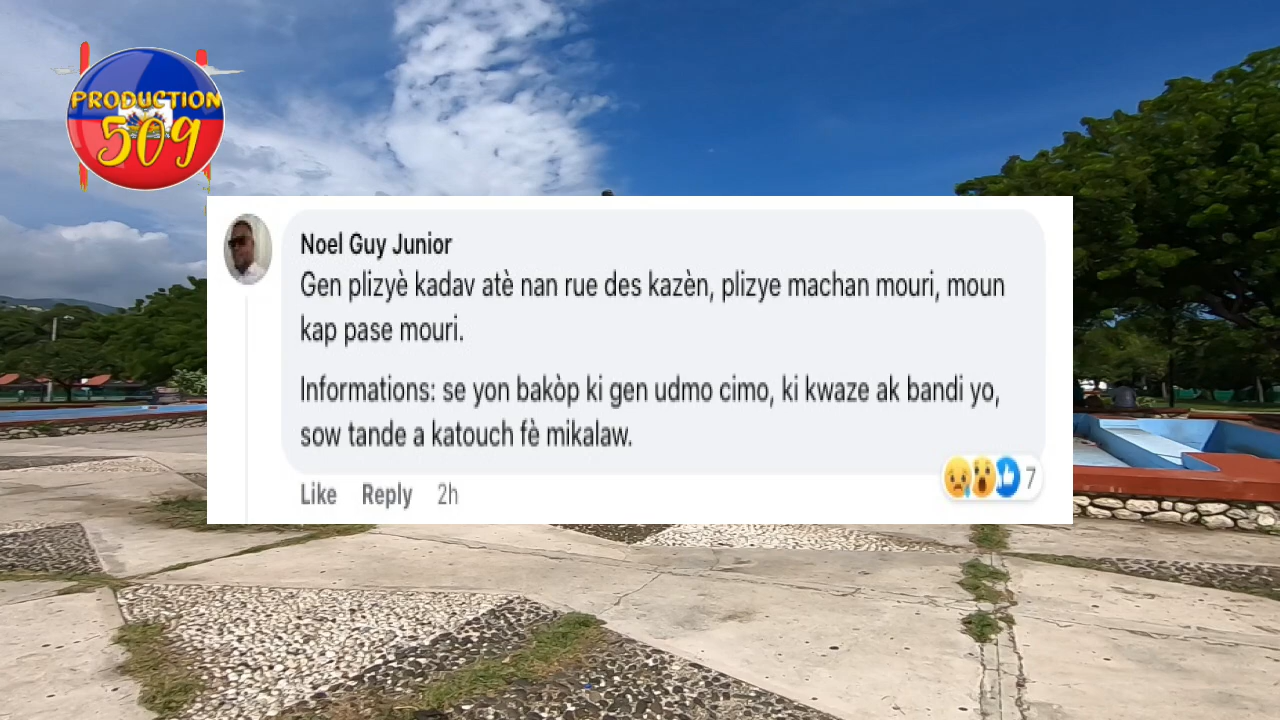 PRODUCTION
509
Noel Guy Junior
Gen plizyè kadav atè nan rue des kazèn, plizye machan mouri, moun
kap pase mouri.
Informations: se yon bakòp ki gen udmo cimo, ki kwaze ak bandi yo,
sow tande a katouch fè mikalaw.
Like Reply 2h
7